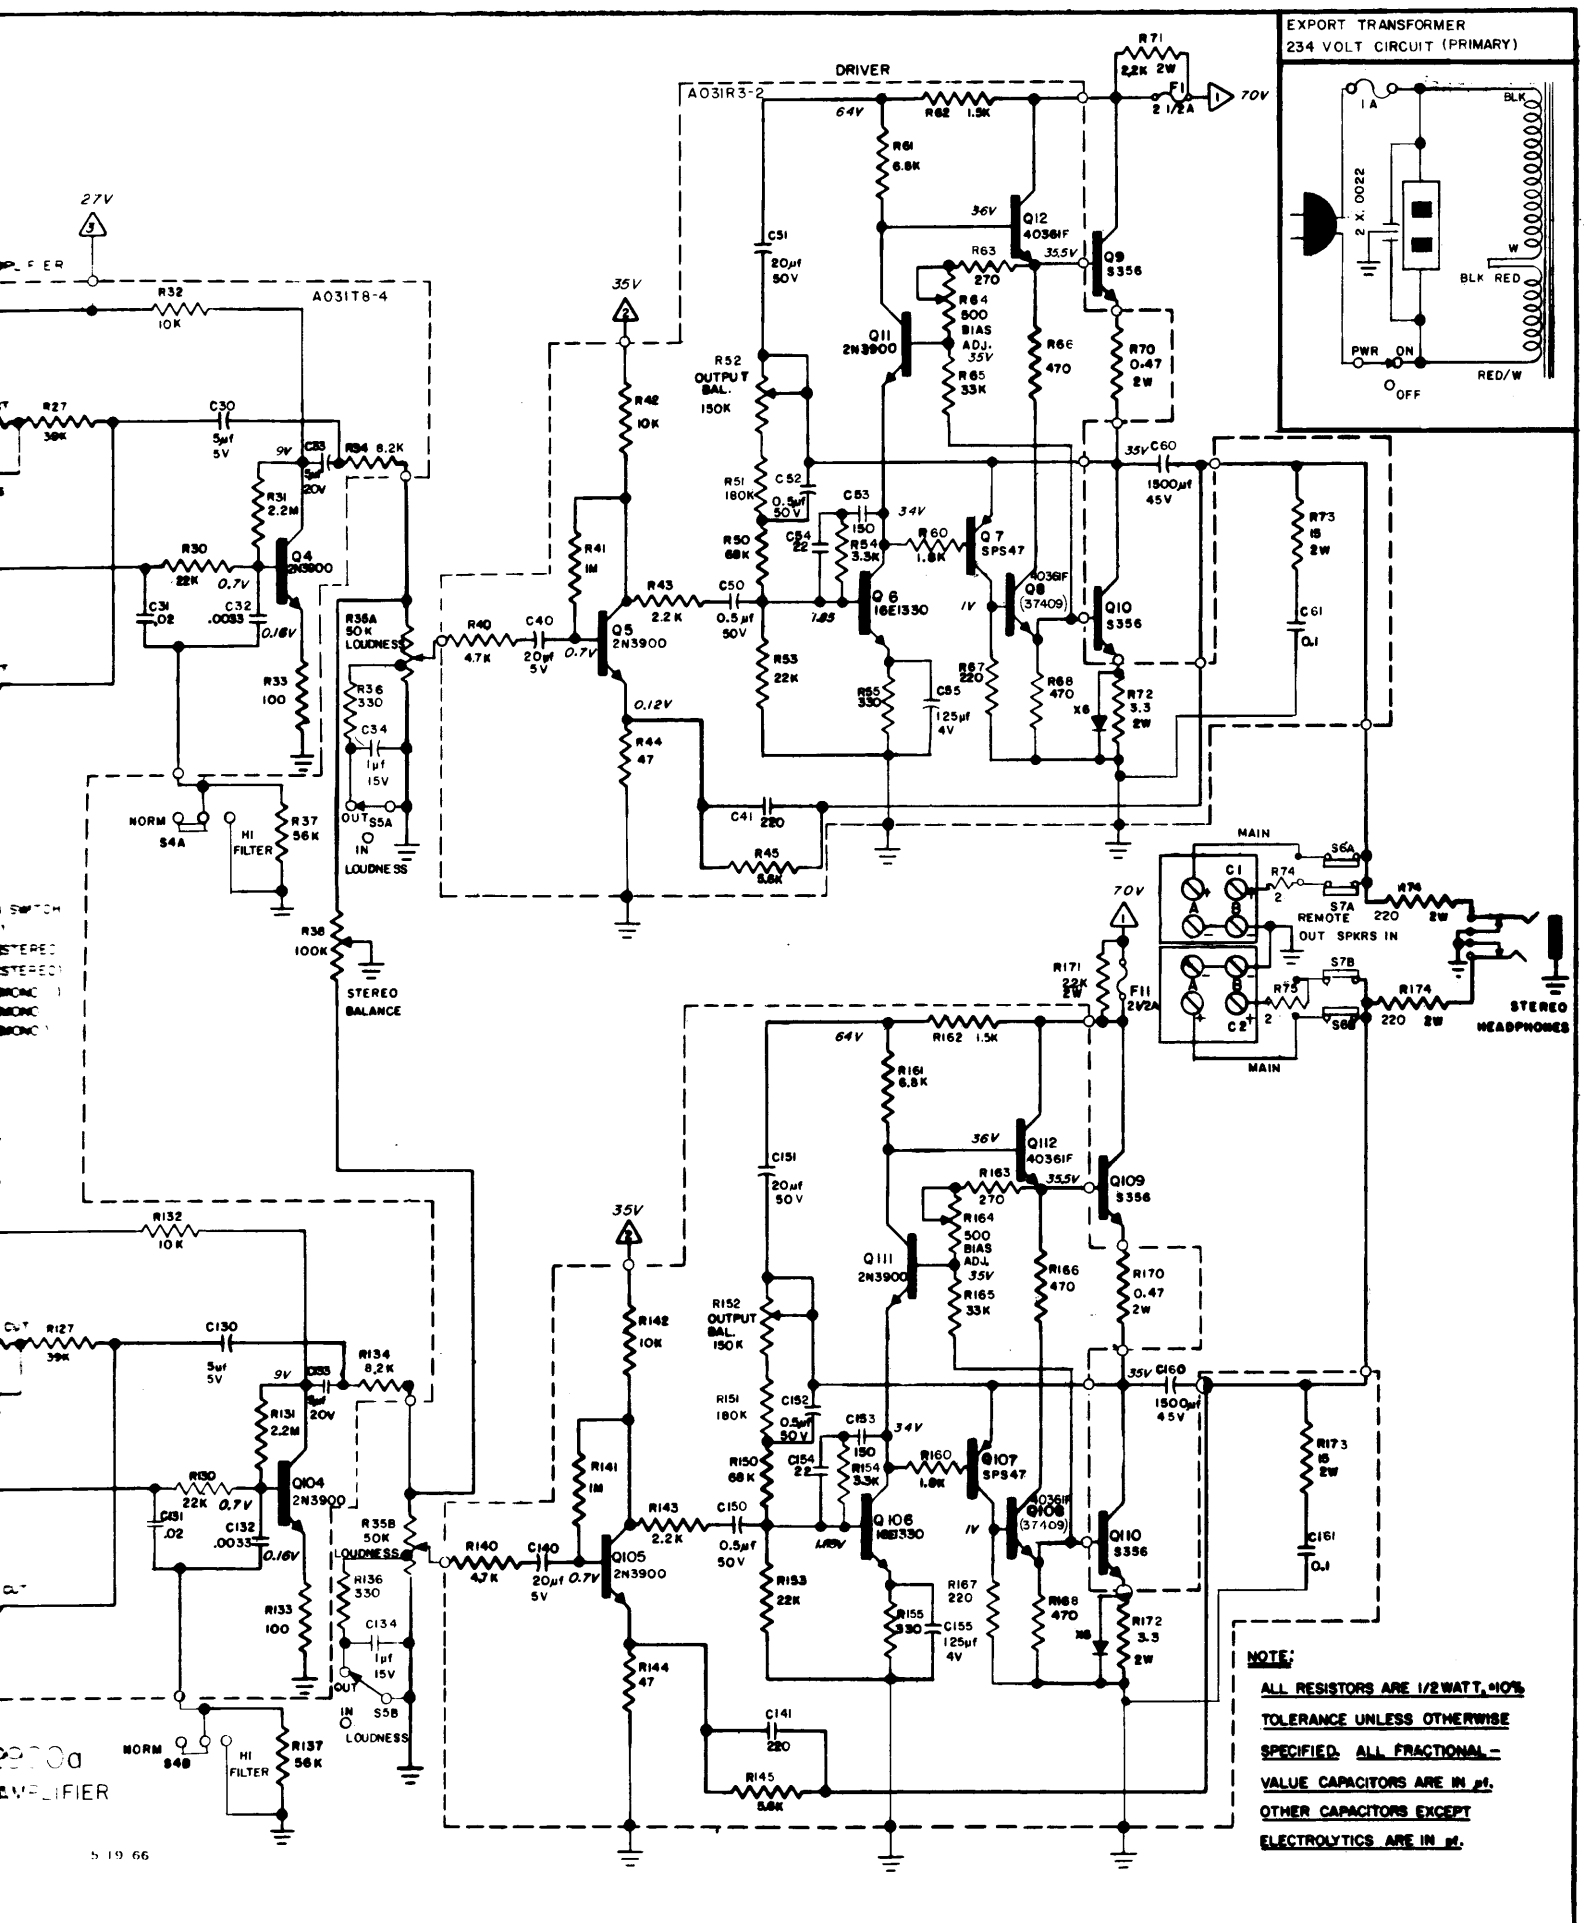 EXPORT TRANSFORMER
234 VOLT CIRCUIT (PRIMARY)
1 A
BLK
2 X .0022
W
BLK RED
PWR ON
OFF
RED/W
R71
2.2K 2W
F1
2 1/2A
1
70V
DRIVER
A031R3-2
64V
R62 1.5K
R61
6.8K
27V
3
A031T8-4
R32
10K
C51
20µf
50V
36V
Q12
40361F
R63
270
35.5V
Q9
S356
R64
500
BIAS
ADJ.
35V
R65
33K
Q11
2N3900
R66
470
R70
0.47
2W
35V
2
R52
OUTPUT
BAL.
150K
R42
10K
R27
39K
C30
5µf
5V
9V
C33
20V
R34 8.2K
R31
2.2M
R30
22K
0.7V
Q4
2N3900
C31
.02
C32
.0033
0.16V
R33
100
R35A
50K
LOUDNESS
R36
330
C34
1µf
15V
OUT S5A
IN
LOUDNESS
NORM
S4A
HI
FILTER
R37
56K
R38
100K
STEREO
BALANCE
R41
1M
R40
4.7K
C40
20µf
5V
0.7V
Q5
2N3900
0.12V
R44
47
R43
2.2K
C50
0.5µf
50V
R51
180K
C52
0.5µf
50V
R50
68K
C54
22
C53
150
R54
3.3K
34V
R60
1.8K
Q7
SPS47
Q6
16E1330
1.85
R53
22K
R55
330
C55
125µf
4V
1V
40361F
Q8
(37409)
R67
220
R68
470
Q10
S356
X6
R72
3.3
2W
35V
C60
1500µf
45V
R73
15
2W
C61
0.1
C41 220
R45
5.6K
MAIN
S6A
C1
R74
2
A B
S7A
REMOTE
OUT SPKRS IN
S7B
R75
2
A B
C2
S6B
MAIN
R74
220 2W
R174
220 2W
STEREO
HEADPHONES
70V
1
R171
22K
2W
F11
2 1/2A
64V
R162 1.5K
R161
6.8K
C151
20µf
50V
36V
Q112
40361F
R163
270
35.5V
Q109
S356
R164
500
BIAS
ADJ.
35V
R165
33K
Q111
2N3900
R166
470
R170
0.47
2W
35V
2
R152
OUTPUT
BAL.
150K
R142
10K
R132
10K
R127
39K
C130
5µf
5V
9V
C133
20V
R134
8.2K
R131
2.2M
R130
22K
0.7V
Q104
2N3900
C131
.02
C132
.0033
0.16V
R133
100
R35B
50K
LOUDNESS
R136
330
C134
1µf
15V
OUT
IN
S5B
LOUDNESS
NORM
S4B
HI
FILTER
R137
56K
R141
1M
R140
4.7K
C140
20µf
5V
0.7V
Q105
2N3900
R144
47
R143
2.2K
C150
0.5µf
50V
R151
180K
C152
0.5µf
50V
R150
68K
C154
22
C153
150
R154
3.3K
34V
R160
1.8K
Q107
SPS47
Q106
16E1330
R153
22K
R155
330
C155
125µf
4V
1V
40361F
Q108
(37409)
R167
220
R168
470
Q110
S356
X6
R172
3.3
2W
35V
C160
1500µf
45V
R173
15
2W
C161
0.1
C141
220
R145
5.6K
AMPLIFIER
5 19 66
NOTE:
ALL RESISTORS ARE 1/2 WATT, ±10%
TOLERANCE UNLESS OTHERWISE
SPECIFIED. ALL FRACTIONAL-
VALUE CAPACITORS ARE IN µf.
OTHER CAPACITORS EXCEPT
ELECTROLYTICS ARE IN pf.